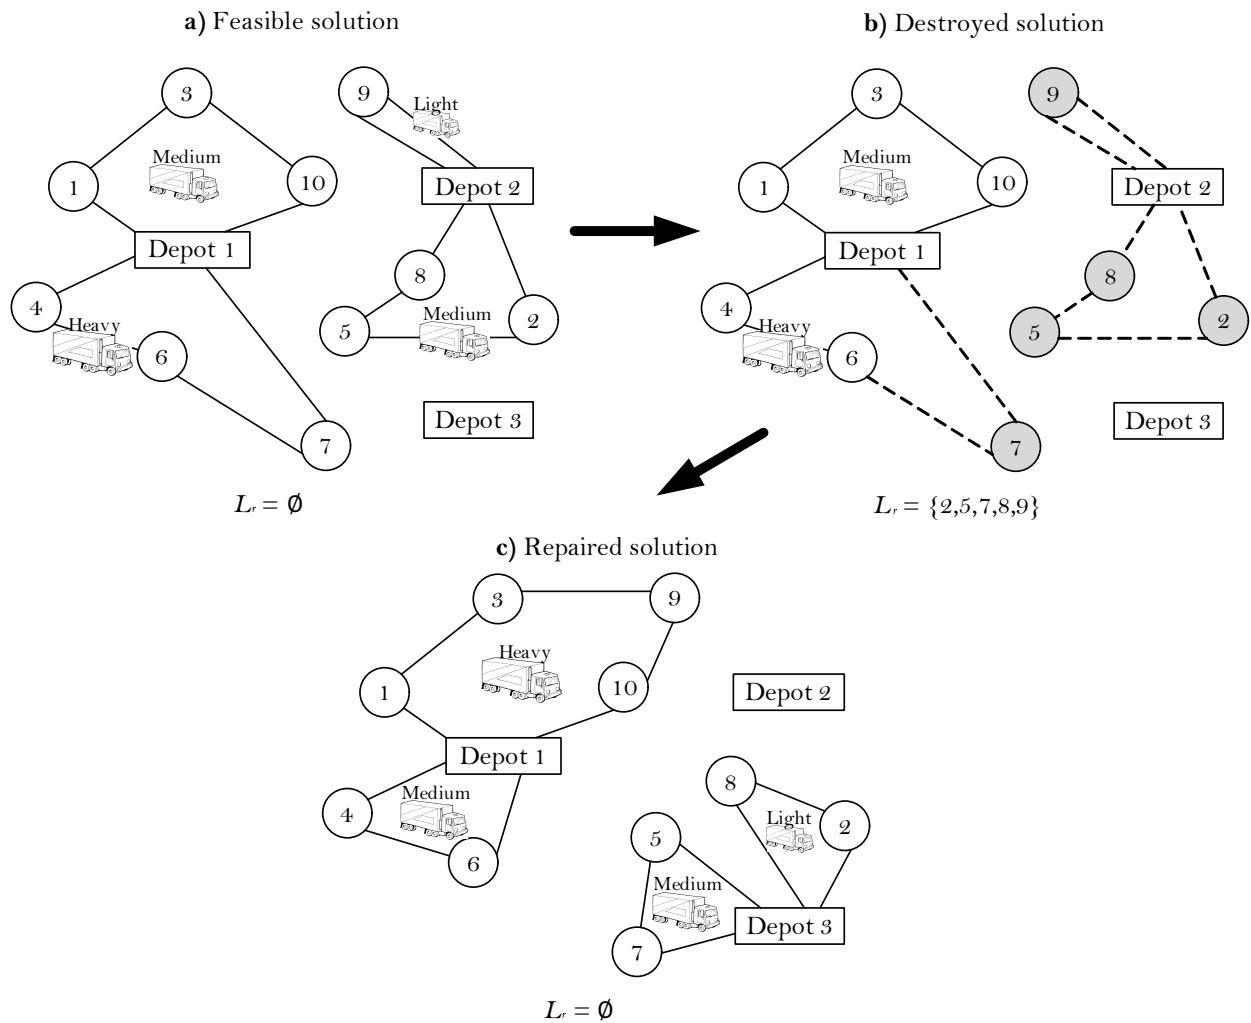 a) Feasible solution
3
9
Light
Medium
1
10
Depot 2
Depot 1
8
4
Heavy
5
Medium
2
6
Depot 3
7
Lr = ∅
b) Destroyed solution
3
9
Medium
1
10
Depot 2
Depot 1
8
4
Heavy
5
2
6
Depot 3
7
Lr = {2,5,7,8,9}
c) Repaired solution
3
9
Heavy
1
10
Depot 2
Depot 1
8
Medium
4
Light
2
5
6
Medium
Depot 3
7
Lr = ∅